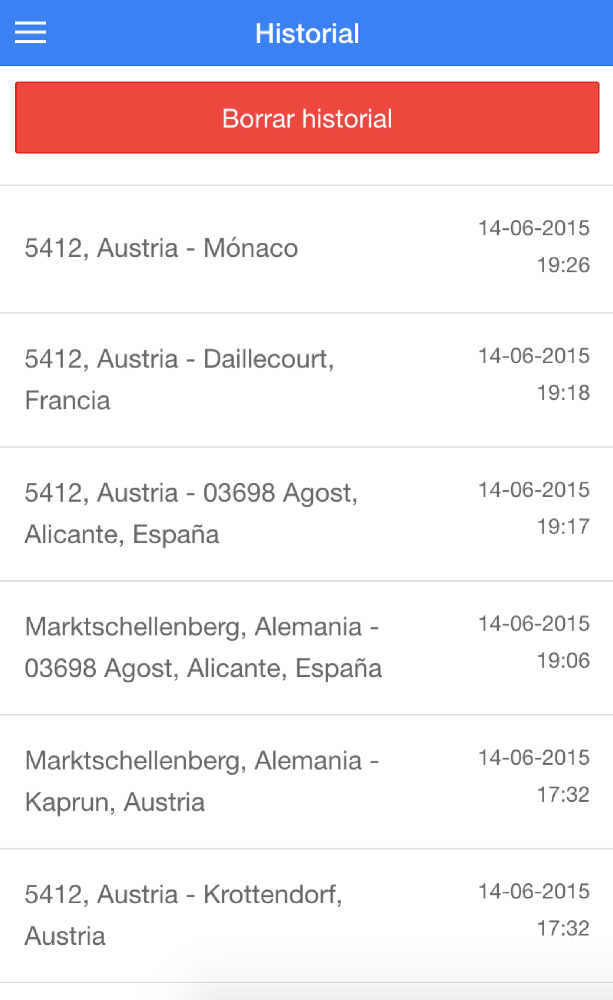 Historial
Borrar historial
5412, Austria - Mónaco
14-06-2015
19:26
5412, Austria - Daillecourt,
Francia
14-06-2015
19:18
5412, Austria - 03698 Agost,
Alicante, España
14-06-2015
19:17
Marktschellenberg, Alemania -
03698 Agost, Alicante, España
14-06-2015
19:06
Marktschellenberg, Alemania -
Kaprun, Austria
14-06-2015
17:32
5412, Austria - Krottendorf,
Austria
14-06-2015
17:32